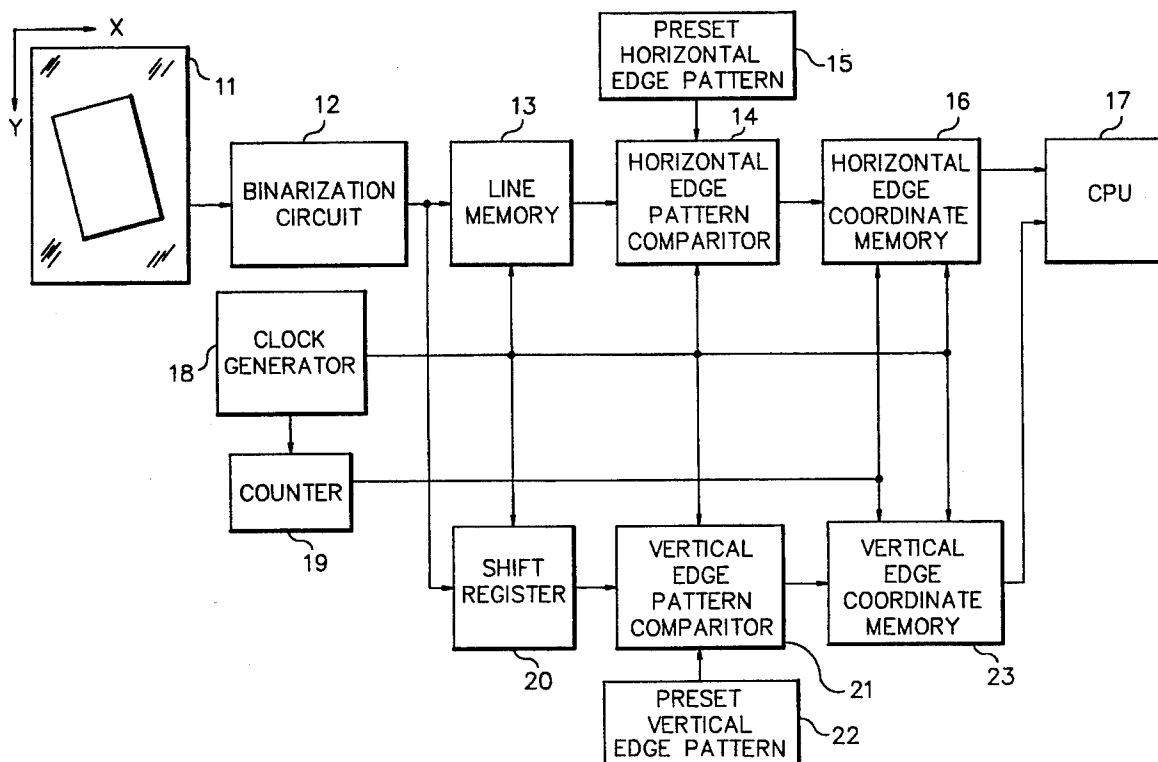 X
Y
11
PRESET
HORIZONTAL
EDGE PATTERN
15
12
BINARIZATION
CIRCUIT
13
LINE
MEMORY
14
HORIZONTAL
EDGE
PATTERN
COMPARITOR
16
HORIZONTAL
EDGE
COORDINATE
MEMORY
17
CPU
18
CLOCK
GENERATOR
COUNTER
19
SHIFT
REGISTER
20
VERTICAL
EDGE
PATTERN
COMPARITOR
21
VERTICAL
EDGE
COORDINATE
MEMORY
23
PRESET
VERTICAL
EDGE PATTERN
22